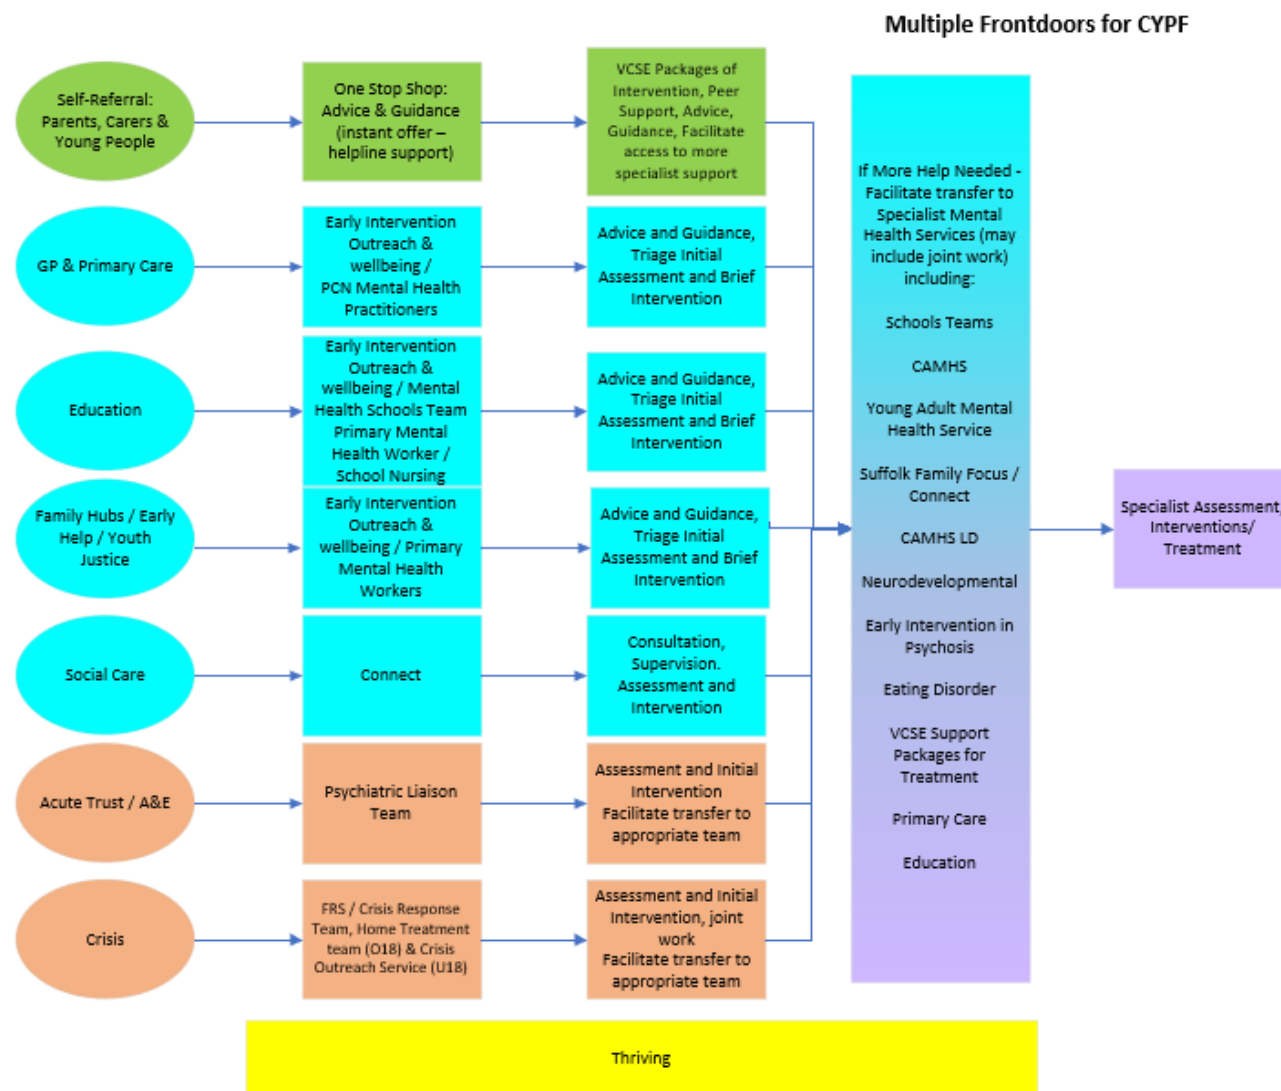 Multiple Frontdoors for CYPF
Self-Referral:
Parents, Carers &
Young People
One Stop Shop:
Advice & Guidance
(instant offer –
helpline support)
VCSE Packages of
Intervention, Peer
Support, Advice,
Guidance, Facilitate
access to more
specialist support
GP & Primary Care
Early Intervention
Outreach &
wellbeing /
PCN Mental Health
Practitioners
Advice and Guidance,
Triage Initial
Assessment and Brief
Intervention
Education
Early Intervention
Outreach &
wellbeing / Mental
Health Schools Team
Primary Mental
Health Worker /
School Nursing
Advice and Guidance,
Triage Initial
Assessment and Brief
Intervention
Family Hubs / Early
Help / Youth
Justice
Early Intervention
Outreach &
wellbeing / Primary
Mental Health
Workers
Advice and Guidance,
Triage Initial
Assessment and Brief
Intervention
Social Care
Connect
Consultation,
Supervision.
Assessment and
Intervention
Acute Trust / A&E
Psychiatric Liaison
Team
Assessment and Initial
Intervention
Facilitate transfer to
appropriate team
Crisis
FRS / Crisis Response
Team, Home Treatment
team (O18) & Crisis
Outreach Service (U18)
Assessment and Initial
Intervention, joint
work
Facilitate transfer to
appropriate team
If More Help Needed -
Facilitate transfer to
Specialist Mental
Health Services (may
include joint work)
including:
Schools Teams
CAMHS
Young Adult Mental
Health Service
Suffolk Family Focus /
Connect
CAMHS LD
Neurodevelopmental
Early Intervention in
Psychosis
Eating Disorder
VCSE Support
Packages for
Treatment
Primary Care
Education
Specialist Assessment,
Interventions/
Treatment
Thriving